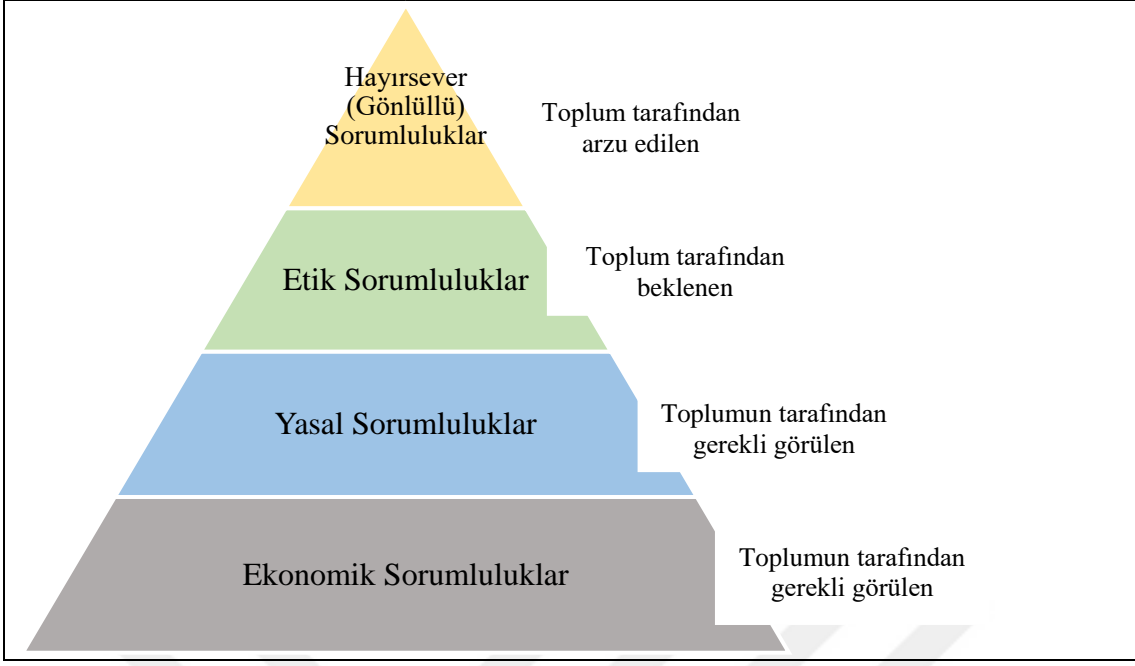 Hayırsever
(Gönlüllü)
Sorumluluklar
Toplum tarafından
arzu edilen
Etik Sorumluluklar
Toplum tarafından
beklenen
Yasal Sorumluluklar
Toplumun tarafından
gerekli görülen
Ekonomik Sorumluluklar
Toplumun tarafından
gerekli görülen